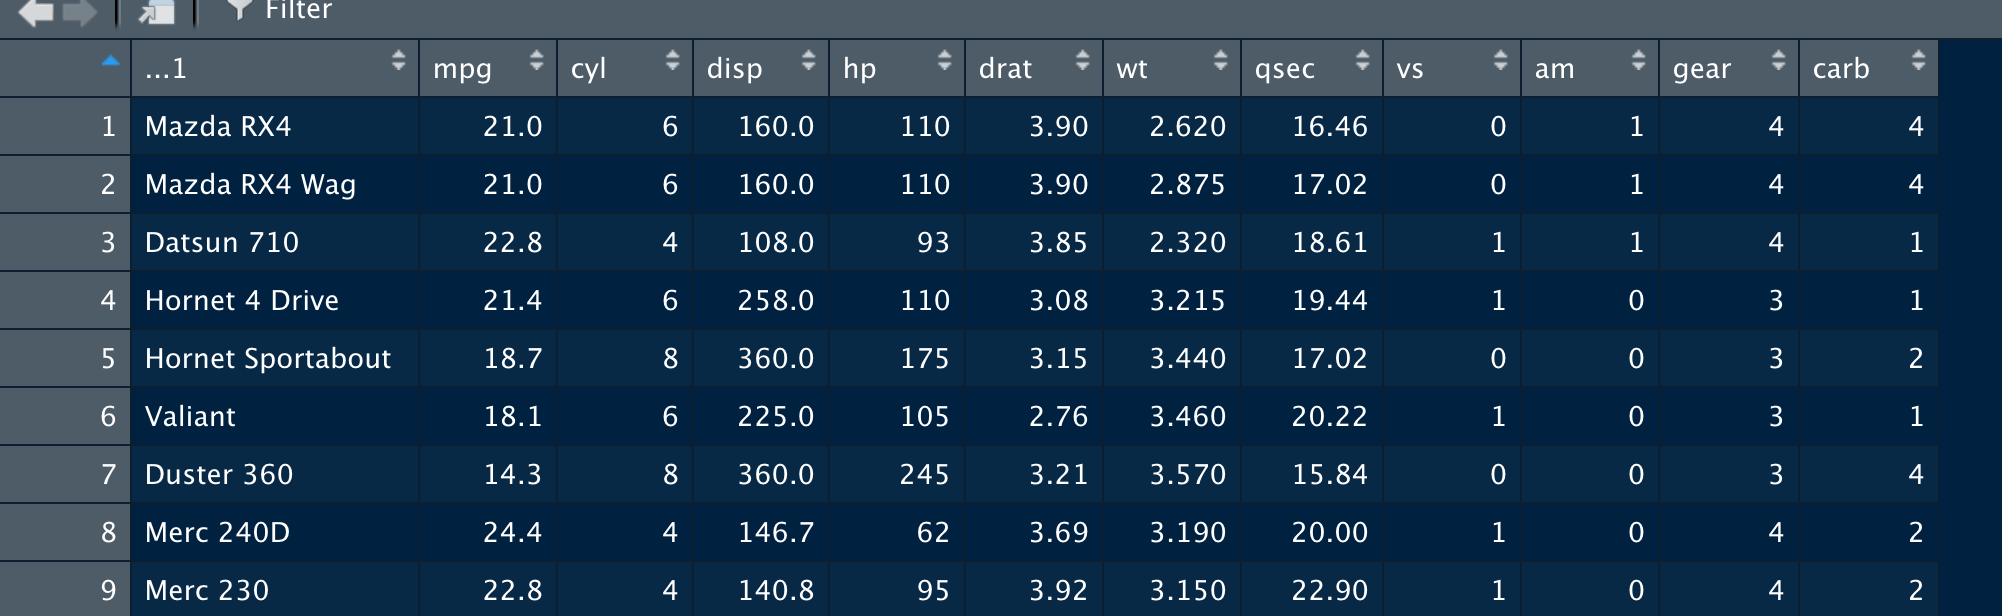 Filter
...1 mpg cyl disp hp drat wt qsec vs am gear carb
1 Mazda RX4 21.0 6 160.0 110 3.90 2.620 16.46 0 1 4 4
2 Mazda RX4 Wag 21.0 6 160.0 110 3.90 2.875 17.02 0 1 4 4
3 Datsun 710 22.8 4 108.0 93 3.85 2.320 18.61 1 1 4 1
4 Hornet 4 Drive 21.4 6 258.0 110 3.08 3.215 19.44 1 0 3 1
5 Hornet Sportabout 18.7 8 360.0 175 3.15 3.440 17.02 0 0 3 2
6 Valiant 18.1 6 225.0 105 2.76 3.460 20.22 1 0 3 1
7 Duster 360 14.3 8 360.0 245 3.21 3.570 15.84 0 0 3 4
8 Merc 240D 24.4 4 146.7 62 3.69 3.190 20.00 1 0 4 2
9 Merc 230 22.8 4 140.8 95 3.92 3.150 22.90 1 0 4 2